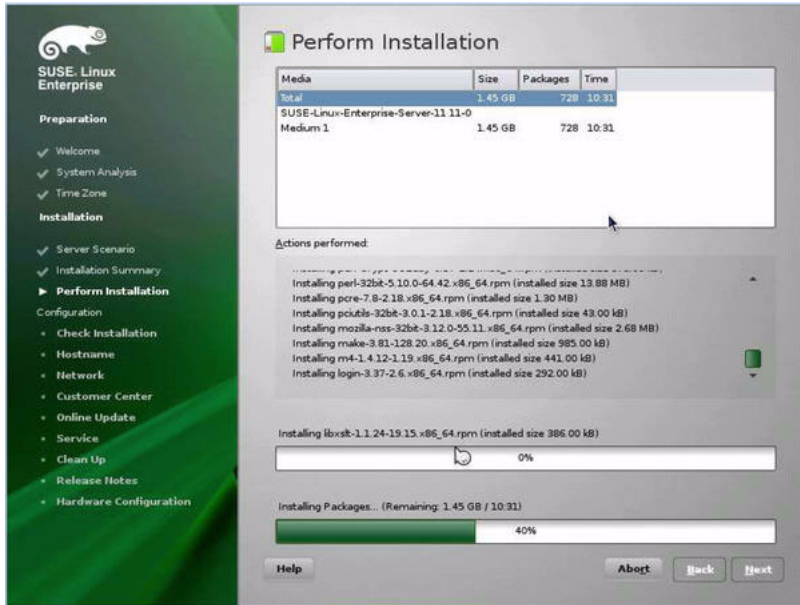 SUSE. Linux
Enterprise
Preparation
Welcome
System Analysis
Time Zone
Installation
Server Scenario
Installation Summary
Perform Installation
Configuration
Check Installation
Hostname
Network
Customer Center
Online Update
Service
Clean Up
Release Notes
Hardware Configuration
Perform Installation
Media Size Packages Time
Total 1.45 GB 728 10:31
SUSE-Linux-Enterprise-Server-11 11-0
Medium 1 1.45 GB 728 10:31
Actions performed:
Installing perl-32bit-5.10.0-64.42.x86_64.rpm (installed size 13.88 MB)
Installing pcre-7.8-2.18.x86_64.rpm (installed size 1.30 MB)
Installing pciutils-32bit-3.0.1-2.18.x86_64.rpm (installed size 43.00 kB)
Installing mozilla-nss-32bit-3.12.0-55.11.x86_64.rpm (installed size 2.68 MB)
Installing make-3.81-128.20.x86_64.rpm (installed size 985.00 kB)
Installing m4-1.4.12-1.19.x86_64.rpm (installed size 441.00 kB)
Installing login-3.37-2.6.x86_64.rpm (installed size 292.00 kB)
Installing libxslt-1.1.24-19.15.x86_64.rpm (installed size 386.00 kB)
0%
Installing Packages... (Remaining: 1.45 GB / 10:31)
40%
Help Abort Back Next